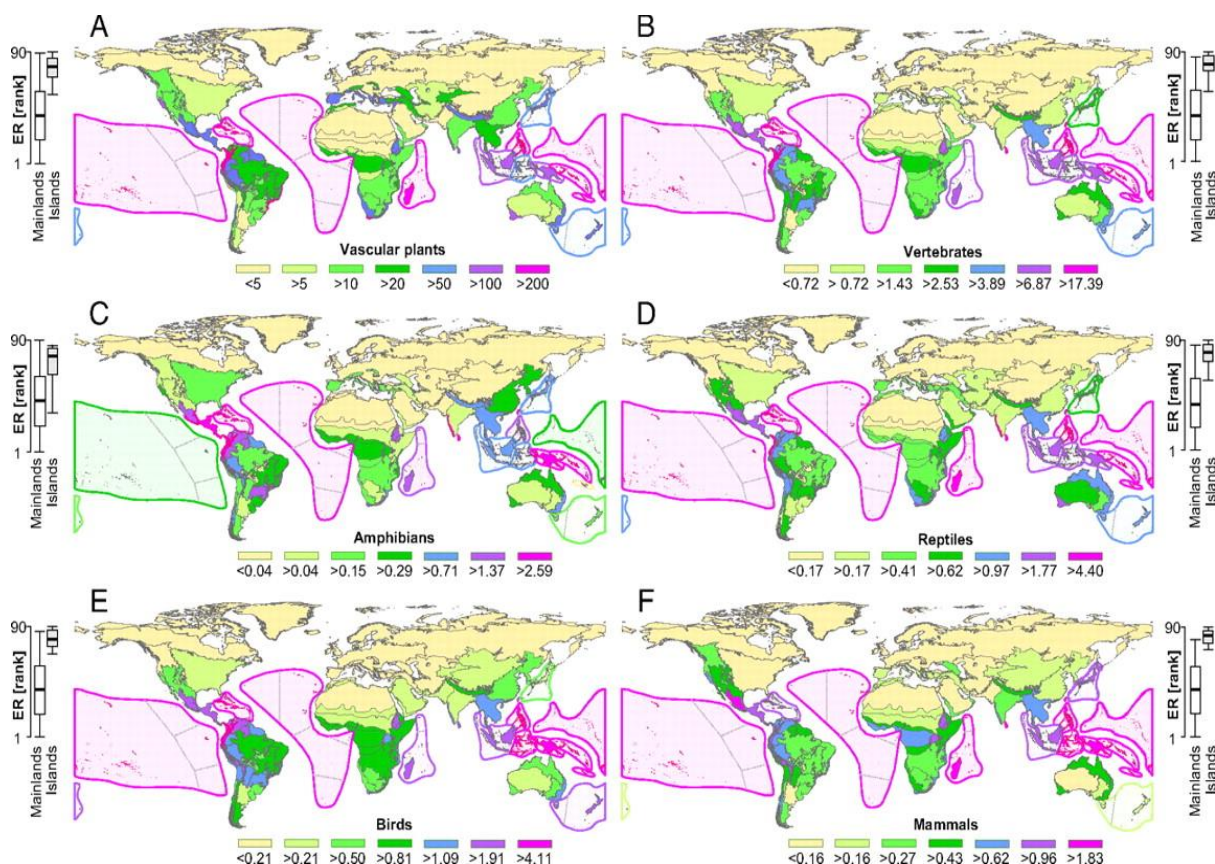 A
B
90
ER [rank]
1
Mainlands
Islands
Vascular plants
<5 >5 >10 >20 >50 >100 >200
90
ER [rank]
1
Mainlands
Islands
Vertebrates
<0.72 > 0.72 >1.43 >2.53 >3.89 >6.87 >17.39
C
D
90
ER [rank]
1
Mainlands
Islands
Amphibians
<0.04 >0.04 >0.15 >0.29 >0.71 >1.37 >2.59
90
ER [rank]
1
Mainlands
Islands
Reptiles
<0.17 >0.17 >0.41 >0.62 >0.97 >1.77 >4.40
E
F
90
ER [rank]
1
Mainlands
Islands
Birds
<0.21 >0.21 >0.50 >0.81 >1.09 >1.91 >4.11
90
ER [rank]
1
Mainlands
Islands
Mammals
<0.16 >0.16 >0.27 >0.43 >0.62 >0.96 >1.83